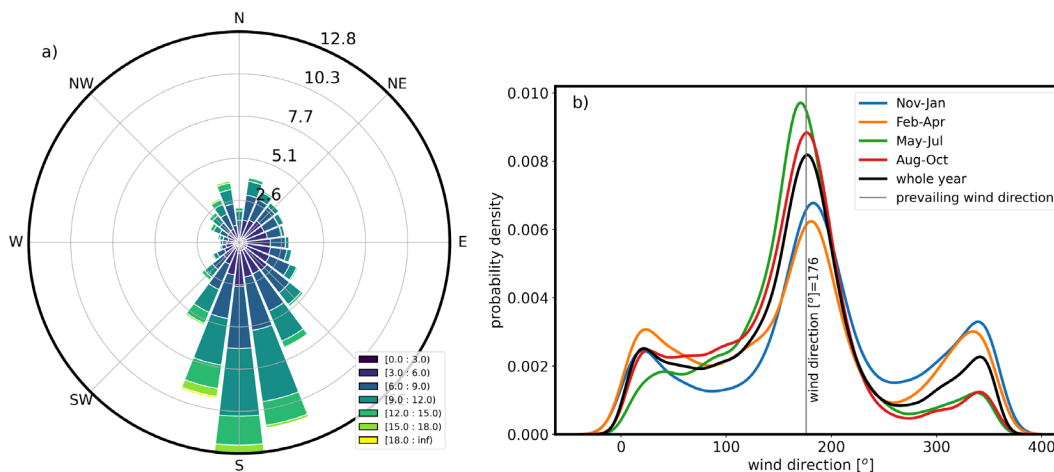 a)
N
NE
E
S
SW
W
NW
12.8
10.3
7.7
5.1
2.6
[0.0 : 3.0)
[3.0 : 6.0)
[6.0 : 9.0)
[9.0 : 12.0)
[12.0 : 15.0)
[15.0 : 18.0)
[18.0 : inf)
b)
probability density
0.010
0.008
0.006
0.004
0.002
0.000
0
100
200
300
400
wind direction [°]
wind direction [°]=176
Nov-Jan
Feb-Apr
May-Jul
Aug-Oct
whole year
prevailing wind direction